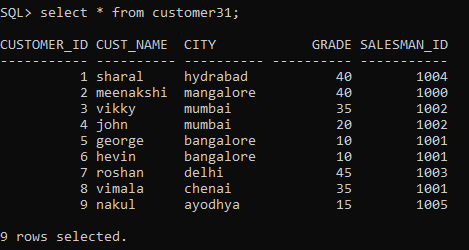 SQL> select * from customer31;
CUSTOMER_ID CUST_NAME  CITY            GRADE SALESMAN_ID
----------- ---------- ---------- ---------- -----------
          1 sharal     hydrabad           40        1004
          2 meenakshi  mangalore          40        1000
          3 vikky      mumbai             35        1002
          4 john       mumbai             20        1002
          5 george     bangalore          10        1001
          6 hevin      bangalore          10        1001
          7 roshan     delhi              45        1003
          8 vimala     chenai             35        1001
          9 nakul      ayodhya            15        1005
9 rows selected.